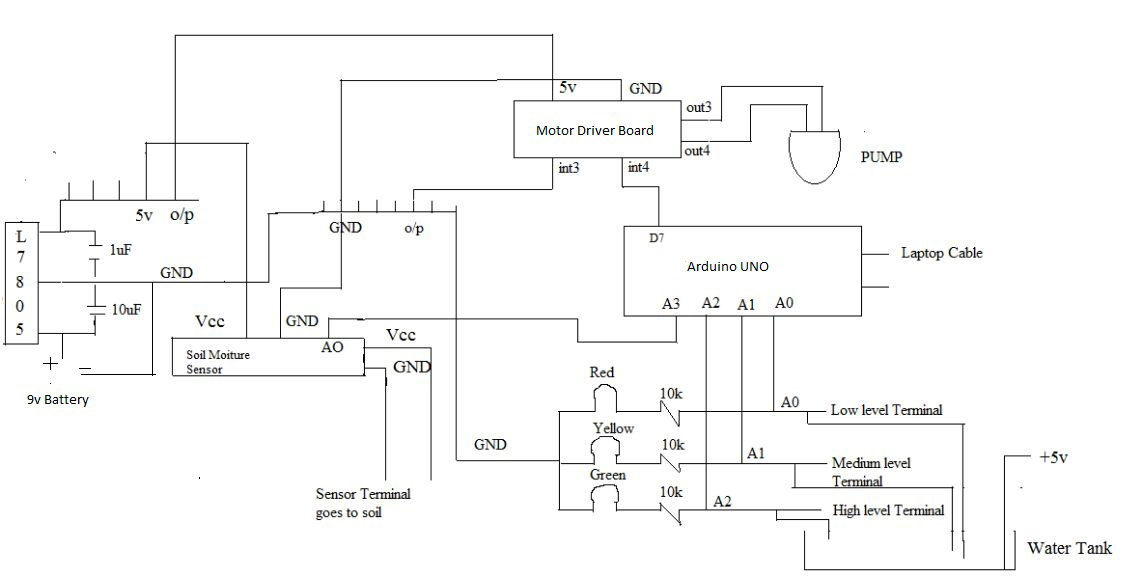 5v
GND
out3
Motor Driver Board
out4
PUMP
int3
int4
5v
o/p
GND
o/p
D7
Arduino UNO
Laptop Cable
A3
A2
A1
A0
L
7
8
0
5
1uF
GND
10uF
Vcc
GND
AO
Vcc
GND
Soil Moiture
Sensor
+
–
9v Battery
Sensor Terminal
goes to soil
GND
Red
10k
A0
Low level Terminal
Yellow
10k
A1
Medium level
Terminal
Green
10k
A2
High level Terminal
+5v
Water Tank